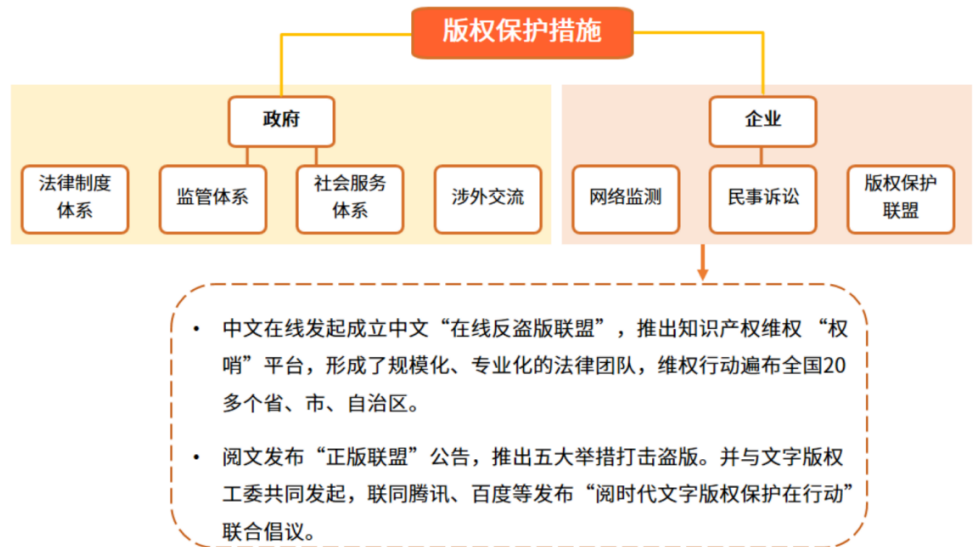 版权保护措施
政府
企业
法律制度
体系
监管体系
社会服务
体系
涉外交流
网络监测
民事诉讼
版权保护
联盟
• 中文在线发起成立中文“在线反盗版联盟”，推出知识产权维权 “权
哨”平台，形成了规模化、专业化的法律团队，维权行动遍布全国20
多个省、市、自治区。
• 阅文发布“正版联盟”公告，推出五大举措打击盗版。并与文字版权
工委共同发起，联同腾讯、百度等发布“阅时代文字版权保护在行动”
联合倡议。